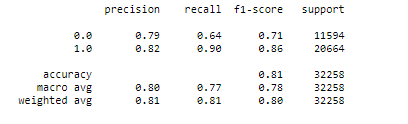 precision recall f1-score support
0.0 0.79 0.64 0.71 11594
1.0 0.82 0.90 0.86 20664
accuracy 0.81 32258
macro avg 0.80 0.77 0.78 32258
weighted avg 0.81 0.81 0.80 32258